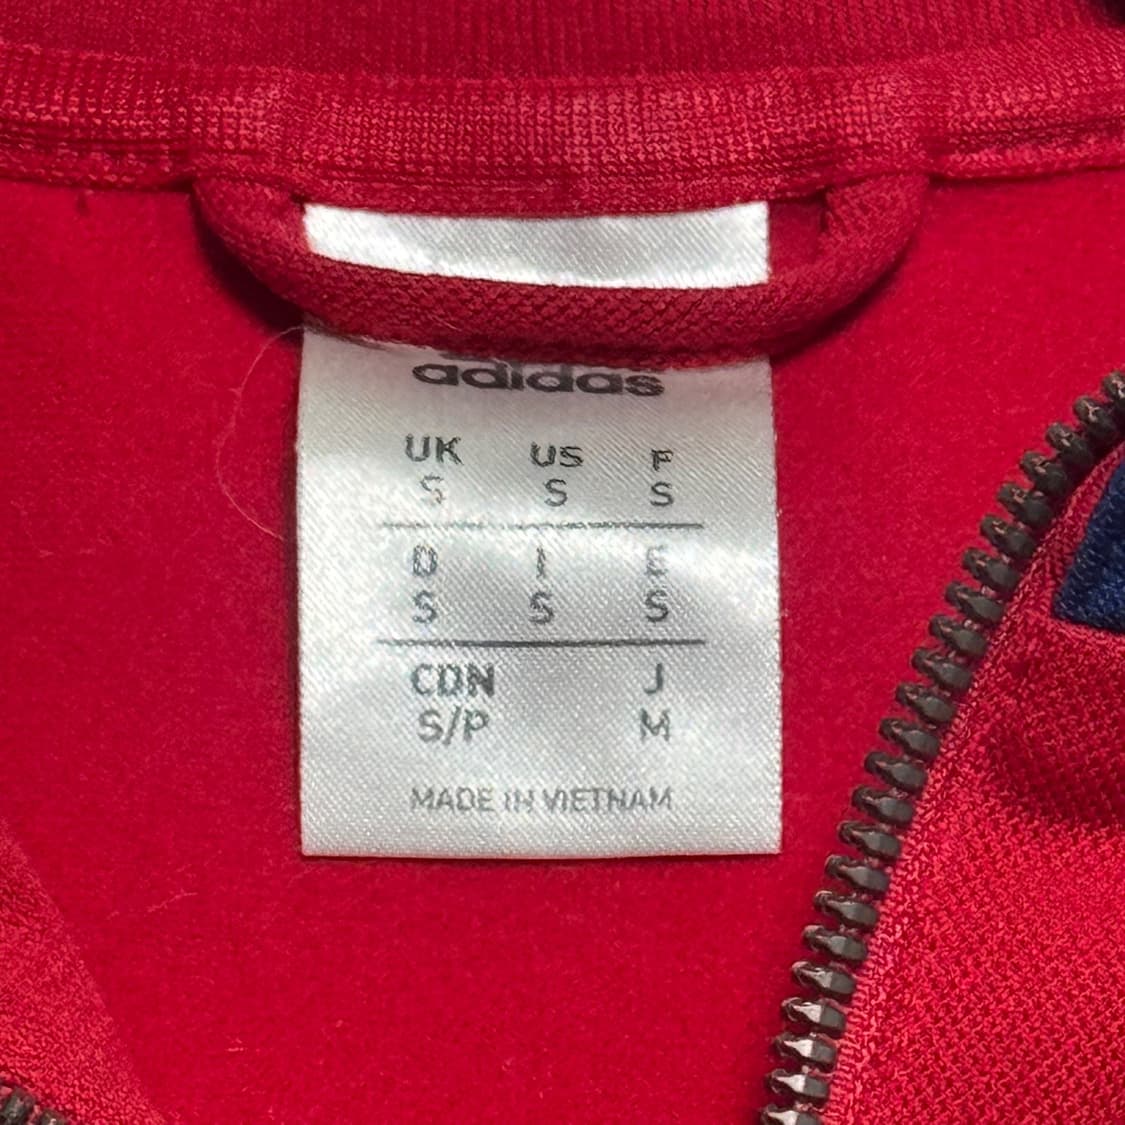 adidas
UK US F
S S S
D I E
S S S
CDN J
S/P M
MADE IN VIETNAM